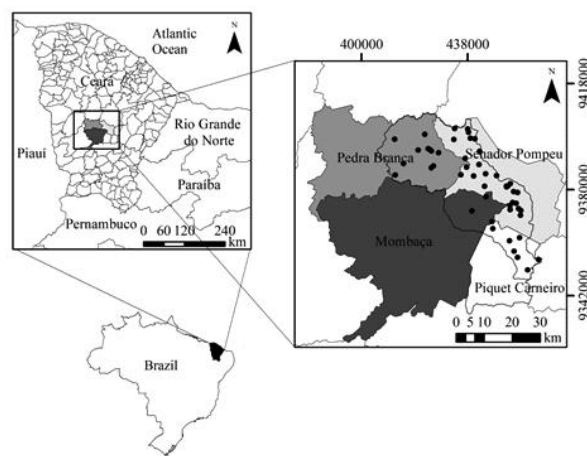 N
Atlantic
Ocean
Ceará
Rio Grande
do Norte
Piauí
Paraíba
Pernambuco
0 60 120 240
km
Brazil
400000
438000
N
9418000
Pedra Branca
Senador Pompeu
9380000
Mombaça
Piquet Carneiro
9342000
0 5 10 20 30
km